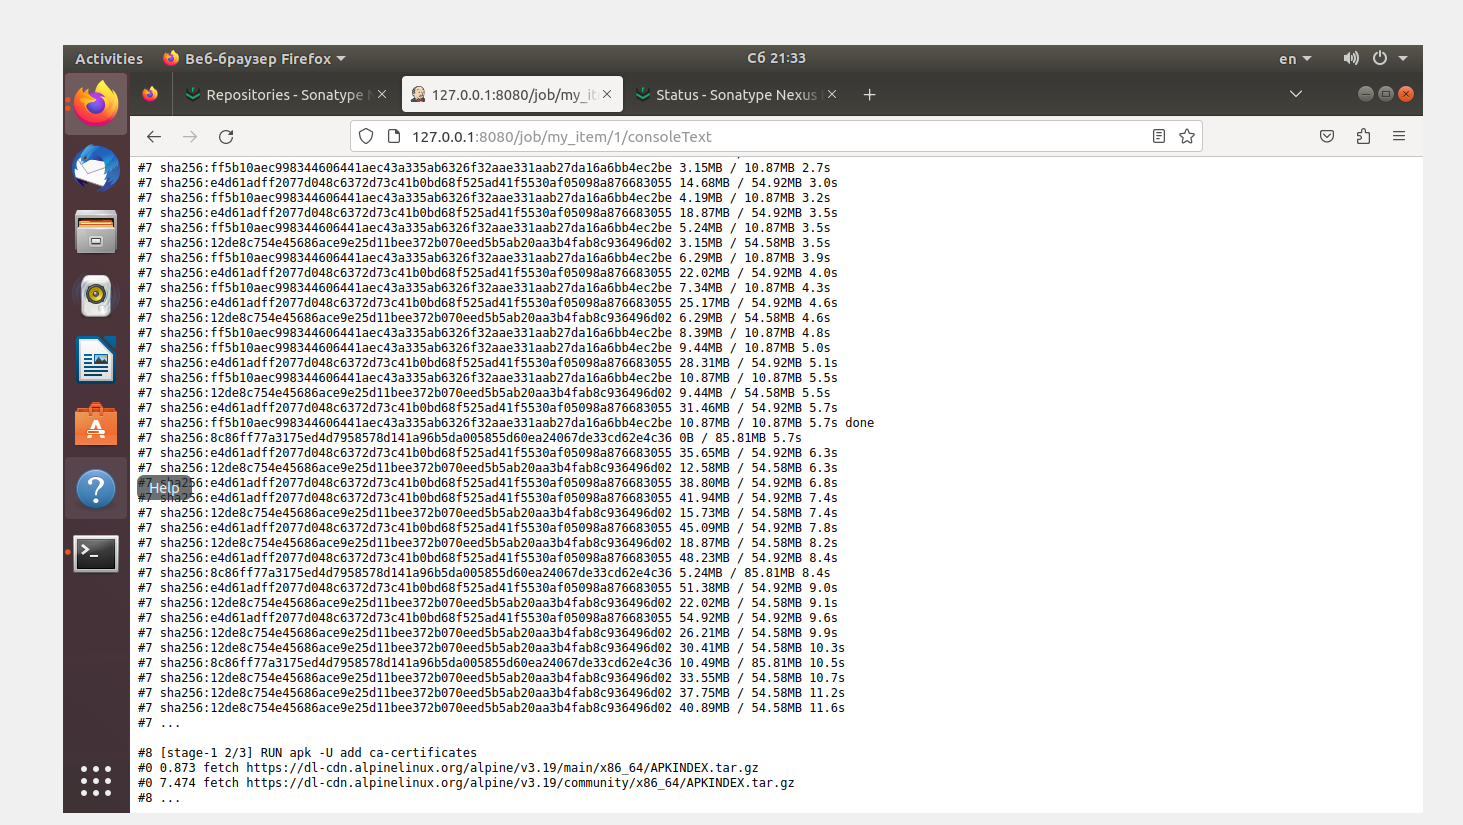 Activities Веб-браузер Firefox Сб 21:33 en
Repositories - Sonatype N 127.0.0.1:8080/job/my_it Status - Sonatype Nexus
127.0.0.1:8080/job/my_item/1/consoleText
#7 sha256:ff5b10aec998344606441aec43a335ab6326f32aae331aab27da16a6bb4ec2be 3.15MB / 10.87MB 2.7s
#7 sha256:e4d61adff2077d048c6372d73c41b0bd68f525ad41f5530af05098a876683055 14.68MB / 54.92MB 3.0s
#7 sha256:ff5b10aec998344606441aec43a335ab6326f32aae331aab27da16a6bb4ec2be 4.19MB / 10.87MB 3.2s
#7 sha256:e4d61adff2077d048c6372d73c41b0bd68f525ad41f5530af05098a876683055 18.87MB / 54.92MB 3.5s
#7 sha256:ff5b10aec998344606441aec43a335ab6326f32aae331aab27da16a6bb4ec2be 5.24MB / 10.87MB 3.5s
#7 sha256:12de8c754e45686ace9e25d11bee372b070eed5b5ab20aa3b4fab8c936496d02 3.15MB / 54.58MB 3.5s
#7 sha256:ff5b10aec998344606441aec43a335ab6326f32aae331aab27da16a6bb4ec2be 6.29MB / 10.87MB 3.9s
#7 sha256:e4d61adff2077d048c6372d73c41b0bd68f525ad41f5530af05098a876683055 22.02MB / 54.92MB 4.0s
#7 sha256:ff5b10aec998344606441aec43a335ab6326f32aae331aab27da16a6bb4ec2be 7.34MB / 10.87MB 4.3s
#7 sha256:e4d61adff2077d048c6372d73c41b0bd68f525ad41f5530af05098a876683055 25.17MB / 54.92MB 4.6s
#7 sha256:12de8c754e45686ace9e25d11bee372b070eed5b5ab20aa3b4fab8c936496d02 6.29MB / 54.58MB 4.6s
#7 sha256:ff5b10aec998344606441aec43a335ab6326f32aae331aab27da16a6bb4ec2be 8.39MB / 10.87MB 4.8s
#7 sha256:ff5b10aec998344606441aec43a335ab6326f32aae331aab27da16a6bb4ec2be 9.44MB / 10.87MB 5.0s
#7 sha256:e4d61adff2077d048c6372d73c41b0bd68f525ad41f5530af05098a876683055 28.31MB / 54.92MB 5.1s
#7 sha256:ff5b10aec998344606441aec43a335ab6326f32aae331aab27da16a6bb4ec2be 10.87MB / 10.87MB 5.5s
#7 sha256:12de8c754e45686ace9e25d11bee372b070eed5b5ab20aa3b4fab8c936496d02 9.44MB / 54.58MB 5.5s
#7 sha256:e4d61adff2077d048c6372d73c41b0bd68f525ad41f5530af05098a876683055 31.46MB / 54.92MB 5.7s
#7 sha256:ff5b10aec998344606441aec43a335ab6326f32aae331aab27da16a6bb4ec2be 10.87MB / 10.87MB 5.7s done
#7 sha256:8c86ff77a3175ed4d7958578d141a96b5da005855d60ea24067de33cd62e4c36 0B / 85.81MB 5.7s
#7 sha256:e4d61adff2077d048c6372d73c41b0bd68f525ad41f5530af05098a876683055 35.65MB / 54.92MB 6.3s
#7 sha256:12de8c754e45686ace9e25d11bee372b070eed5b5ab20aa3b4fab8c936496d02 12.58MB / 54.58MB 6.3s
#7 sha256:e4d61adff2077d048c6372d73c41b0bd68f525ad41f5530af05098a876683055 38.80MB / 54.92MB 6.8s
Help
#7 sha256:e4d61adff2077d048c6372d73c41b0bd68f525ad41f5530af05098a876683055 41.94MB / 54.92MB 7.4s
#7 sha256:12de8c754e45686ace9e25d11bee372b070eed5b5ab20aa3b4fab8c936496d02 15.73MB / 54.58MB 7.4s
#7 sha256:e4d61adff2077d048c6372d73c41b0bd68f525ad41f5530af05098a876683055 45.09MB / 54.92MB 7.8s
#7 sha256:12de8c754e45686ace9e25d11bee372b070eed5b5ab20aa3b4fab8c936496d02 18.87MB / 54.58MB 8.2s
#7 sha256:e4d61adff2077d048c6372d73c41b0bd68f525ad41f5530af05098a876683055 48.23MB / 54.92MB 8.4s
#7 sha256:8c86ff77a3175ed4d7958578d141a96b5da005855d60ea24067de33cd62e4c36 5.24MB / 85.81MB 8.4s
#7 sha256:e4d61adff2077d048c6372d73c41b0bd68f525ad41f5530af05098a876683055 51.38MB / 54.92MB 9.0s
#7 sha256:12de8c754e45686ace9e25d11bee372b070eed5b5ab20aa3b4fab8c936496d02 22.02MB / 54.58MB 9.1s
#7 sha256:e4d61adff2077d048c6372d73c41b0bd68f525ad41f5530af05098a876683055 54.92MB / 54.92MB 9.6s
#7 sha256:12de8c754e45686ace9e25d11bee372b070eed5b5ab20aa3b4fab8c936496d02 26.21MB / 54.58MB 9.9s
#7 sha256:12de8c754e45686ace9e25d11bee372b070eed5b5ab20aa3b4fab8c936496d02 30.41MB / 54.58MB 10.3s
#7 sha256:8c86ff77a3175ed4d7958578d141a96b5da005855d60ea24067de33cd62e4c36 10.49MB / 85.81MB 10.5s
#7 sha256:12de8c754e45686ace9e25d11bee372b070eed5b5ab20aa3b4fab8c936496d02 33.55MB / 54.58MB 10.7s
#7 sha256:12de8c754e45686ace9e25d11bee372b070eed5b5ab20aa3b4fab8c936496d02 37.75MB / 54.58MB 11.2s
#7 sha256:12de8c754e45686ace9e25d11bee372b070eed5b5ab20aa3b4fab8c936496d02 40.89MB / 54.58MB 11.6s
#7 ...
#8 [stage-1 2/3] RUN apk -U add ca-certificates
#0 0.873 fetch https://dl-cdn.alpinelinux.org/alpine/v3.19/main/x86_64/APKINDEX.tar.gz
#0 7.474 fetch https://dl-cdn.alpinelinux.org/alpine/v3.19/community/x86_64/APKINDEX.tar.gz
#8 ...